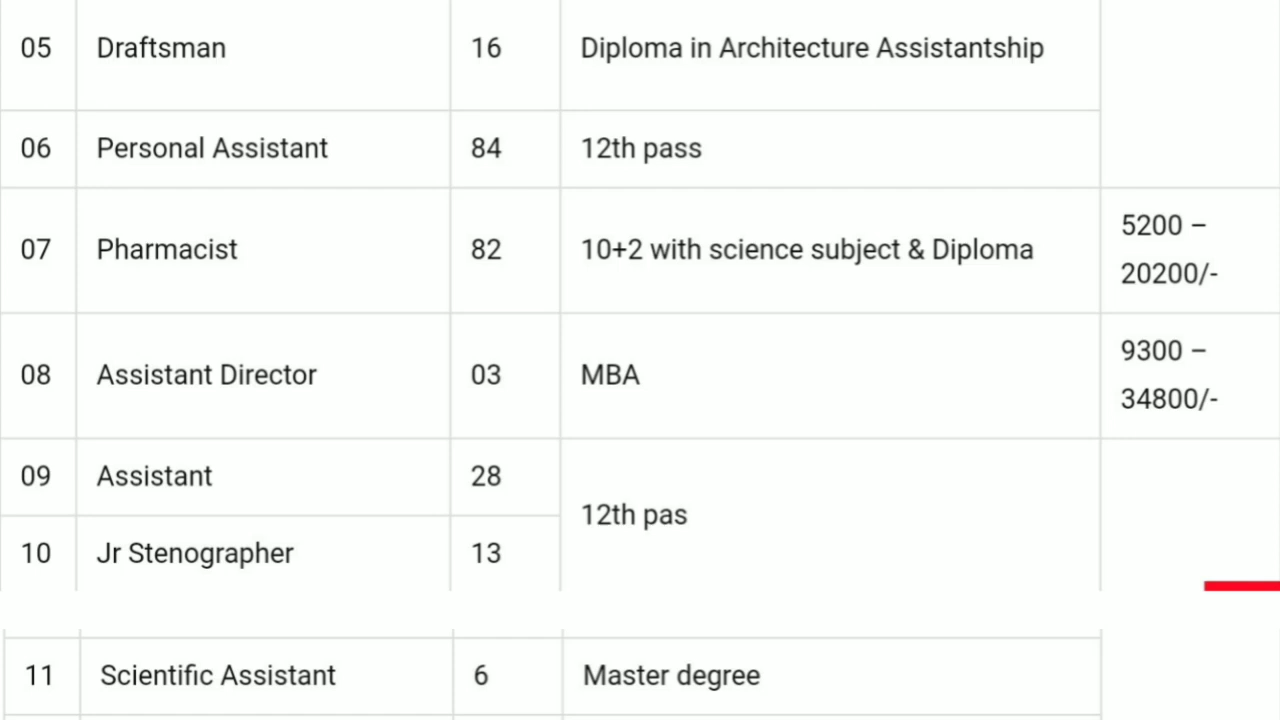 05 Draftsman 16 Diploma in Architecture Assistantship
06 Personal Assistant 84 12th pass
07 Pharmacist 82 10+2 with science subject & Diploma 5200 –
20200/-
08 Assistant Director 03 MBA 9300 –
34800/-
09 Assistant 28
12th pas
10 Jr Stenographer 13
11 Scientific Assistant 6 Master degree